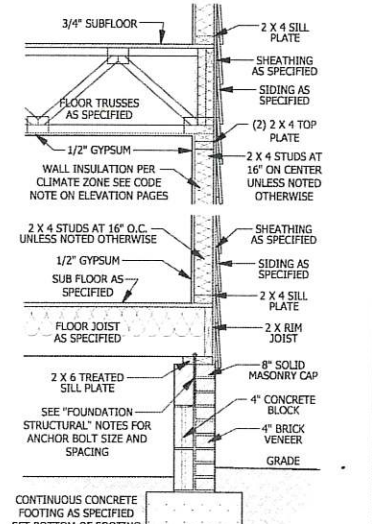 3/4" SUBFLOOR
2 X 4 SILL
PLATE
SHEATHING
AS SPECIFIED
SIDING AS
SPECIFIED
FLOOR TRUSSES
AS SPECIFIED
(2) 2 X 4 TOP
PLATE
1/2" GYPSUM
2 X 4 STUDS AT
16" ON CENTER
UNLESS NOTED
OTHERWISE
WALL INSULATION PER
CLIMATE ZONE SEE CODE
NOTE ON ELEVATION PAGES
2 X 4 STUDS AT 16" O.C.
UNLESS NOTED OTHERWISE
SHEATHING
AS SPECIFIED
1/2" GYPSUM
SIDING AS
SPECIFIED
SUB FLOOR AS
SPECIFIED
2 X 4 SILL
PLATE
FLOOR JOIST
AS SPECIFIED
2 X RIM
JOIST
2 X 6 TREATED
SILL PLATE
8" SOLID
MASONRY CAP
SEE "FOUNDATION
STRUCTURAL" NOTES FOR
ANCHOR BOLT SIZE AND
SPACING
4" CONCRETE
BLOCK
4" BRICK
VENEER
GRADE
CONTINUOUS CONCRETE
FOOTING AS SPECIFIED
SET BOTTOM OF FOOTING